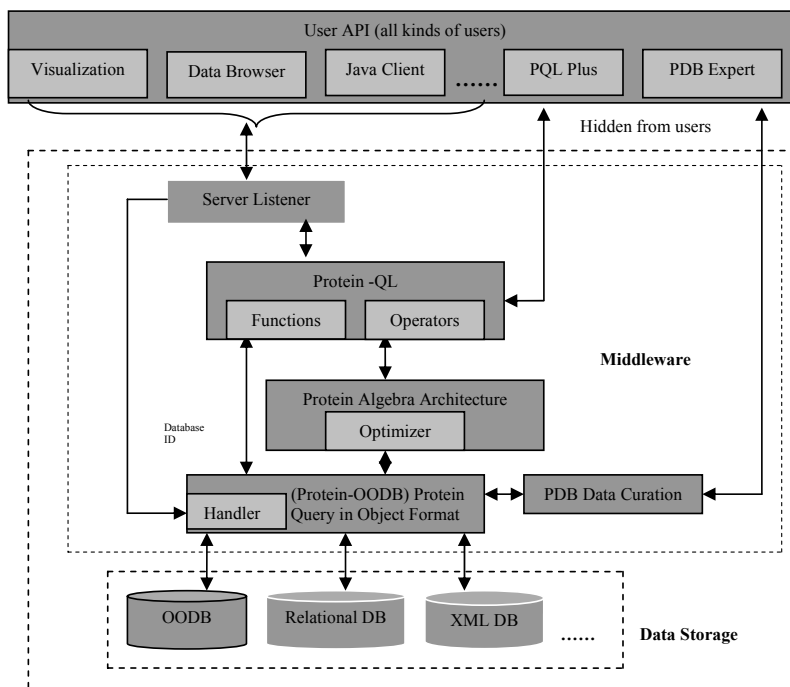 User API (all kinds of users)
Visualization
Data Browser
Java Client
......
PQL Plus
PDB Expert
Hidden from users
Server Listener
Protein -QL
Functions
Operators
Middleware
Protein Algebra Architecture
Optimizer
Database
ID
(Protein-OODB) Protein
Query in Object Format
Handler
PDB Data Curation
OODB
Relational DB
XML DB
......
Data Storage